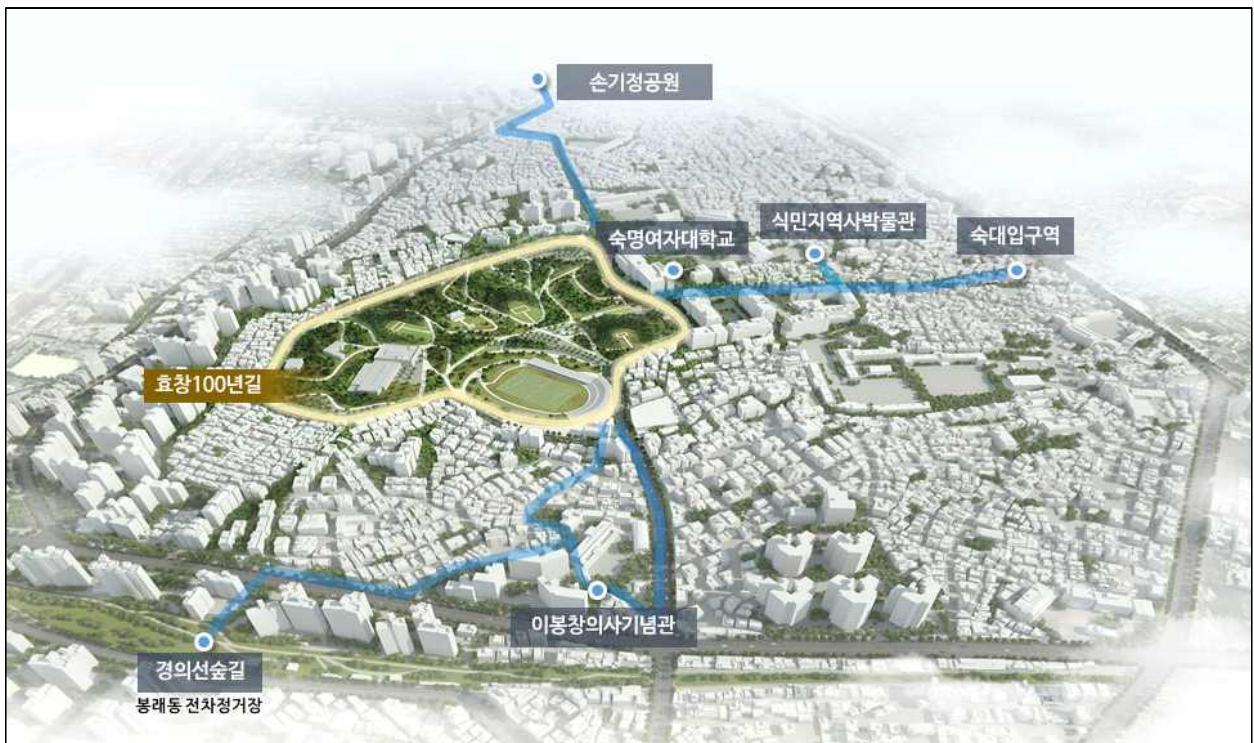 손기정공원
식민지역사박물관
숙명여자대학교
숙대입구역
효창100년길
이봉창의사기념관
경의선숲길
봉래동 전차정거장